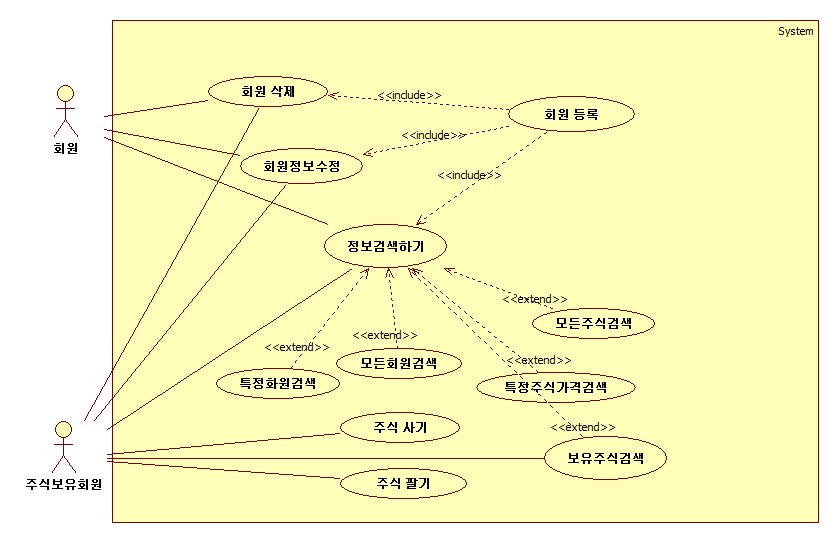 System
회원 삭제
<<include>>
회원 등록
회원
<<include>>
회원정보수정
<<include>>
정보검색하기
<<extend>>
모든주식검색
<<extend>>
<<extend>>
모든회원검색
<<extend>>
특정화원검색
특정주식가격검색
주식 사기
<<extend>>
보유주식검색
주식보유회원
주식 팔기